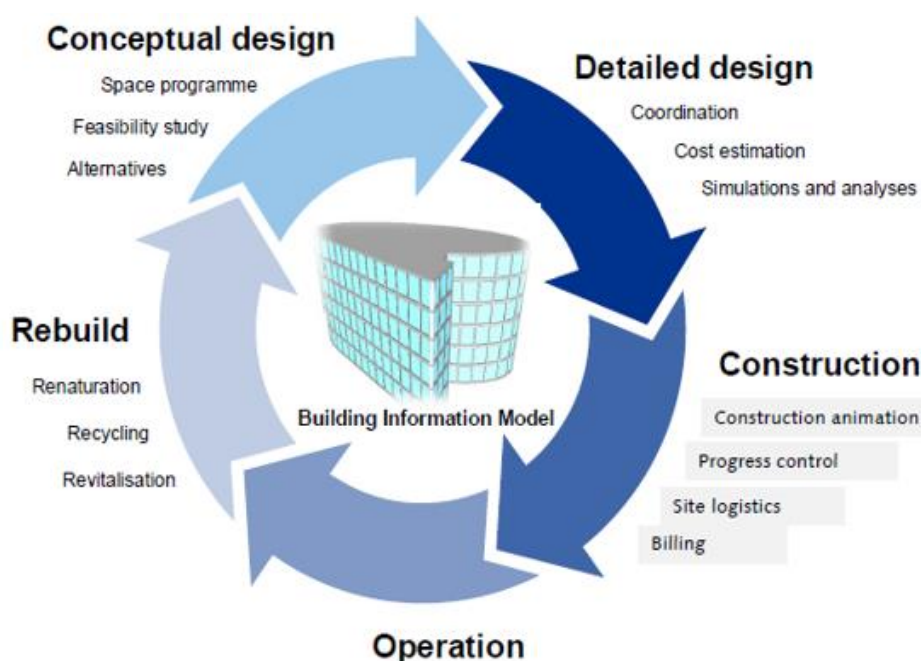 Conceptual design
Space programme
Feasibility study
Alternatives
Detailed design
Coordination
Cost estimation
Simulations and analyses
Construction
Construction animation
Progress control
Site logistics
Billing
Operation
Rebuild
Renaturation
Recycling
Revitalisation
Building Information Model